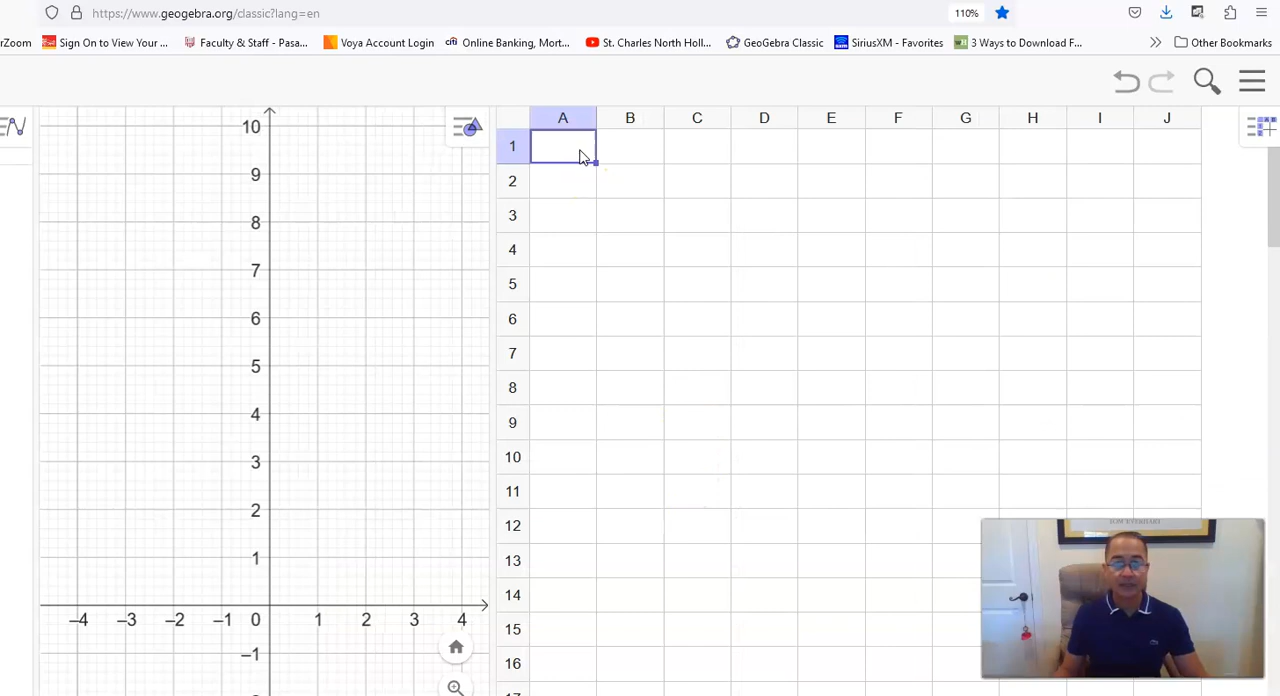 https://www.geogebra.org/classic?lang=en
110%
rZoom
Sign On to View Your ...
Faculty & Staff - Pasa...
Voya Account Login
Online Banking, Mort...
St. Charles North Holl...
GeoGebra Classic
SiriusXM - Favorites
3 Ways to Download F...
Other Bookmarks
A B C D E F G H I J
1
2
3
4
5
6
7
8
9
10
11
12
13
14
15
16
10
9
8
7
6
5
4
3
2
1
–4 –3 –2 –1 0 1 2 3 4
–1